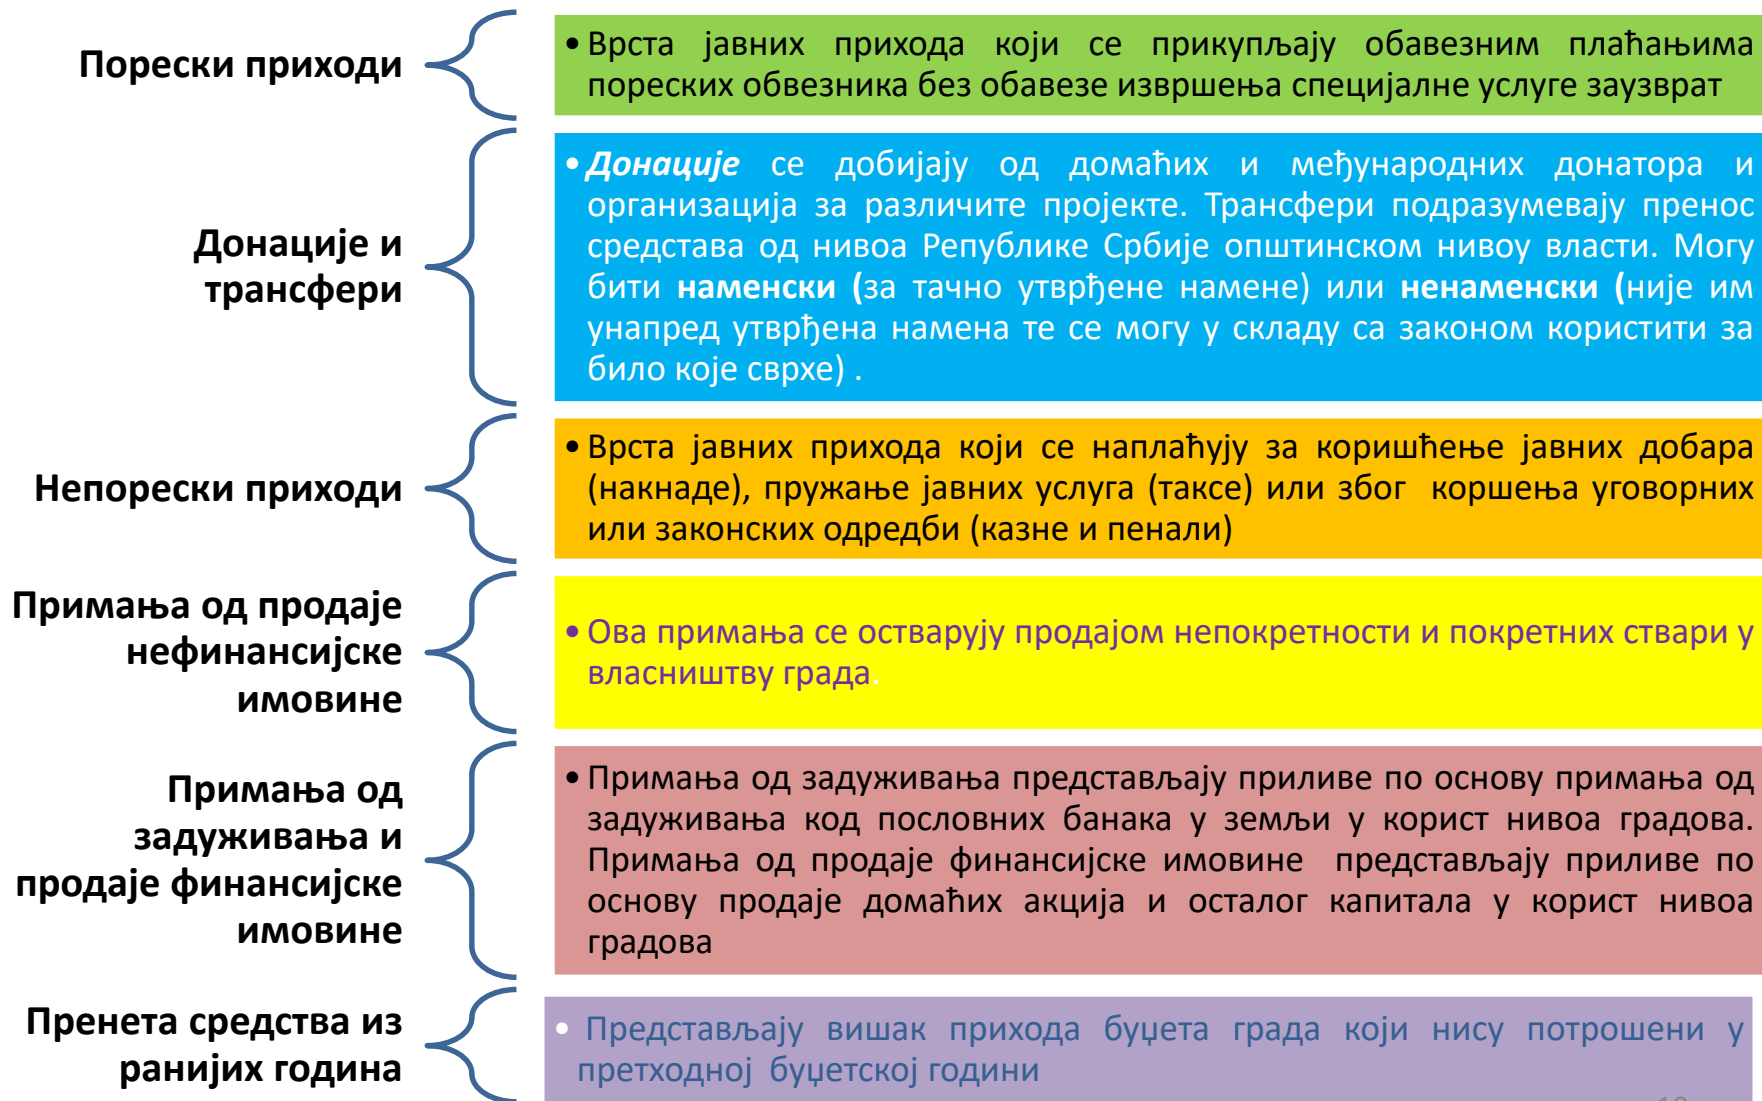 Порески приходи
• Врста јавних прихода који се прикупљају обавезним плаћањима
пореских обвезника без обавезе извршења специјалне услуге заузврат
Донације и
трансфери
• Донације се добијају од домаћих и међународних донатора и
организација за различите пројекте. Трансфери подразумевају пренос
средстава од нивоа Републике Србије општинском нивоу власти. Могу
бити наменски (за тачно утврђене намене) или ненаменски (није им
унапред утврђена намена те се могу у складу са законом користити за
било које сврхе) .
Непорески приходи
• Врста јавних прихода који се наплаћују за коришћење јавних добара
(накнаде), пружање јавних услуга (таксе) или због коршења уговорних
или законских одредби (казне и пенали)
Примања од продаје
нефинансијске
имовине
• Ова примања се остварују продајом непокретности и покретних ствари у
власништву града.
Примања од
задуживања и
продаје финансијске
имовине
• Примања од задуживања представљају приливе по основу примања од
задуживања код пословних банака у земљи у корист нивоа градова.
Примања од продаје финансијске имовине представљају приливе по
основу продаје домаћих акција и осталог капитала у корист нивоа
градова
Пренета средства из
ранијих година
• Представљају вишак прихода буџета града који нису потрошени у
претходној буџетској години